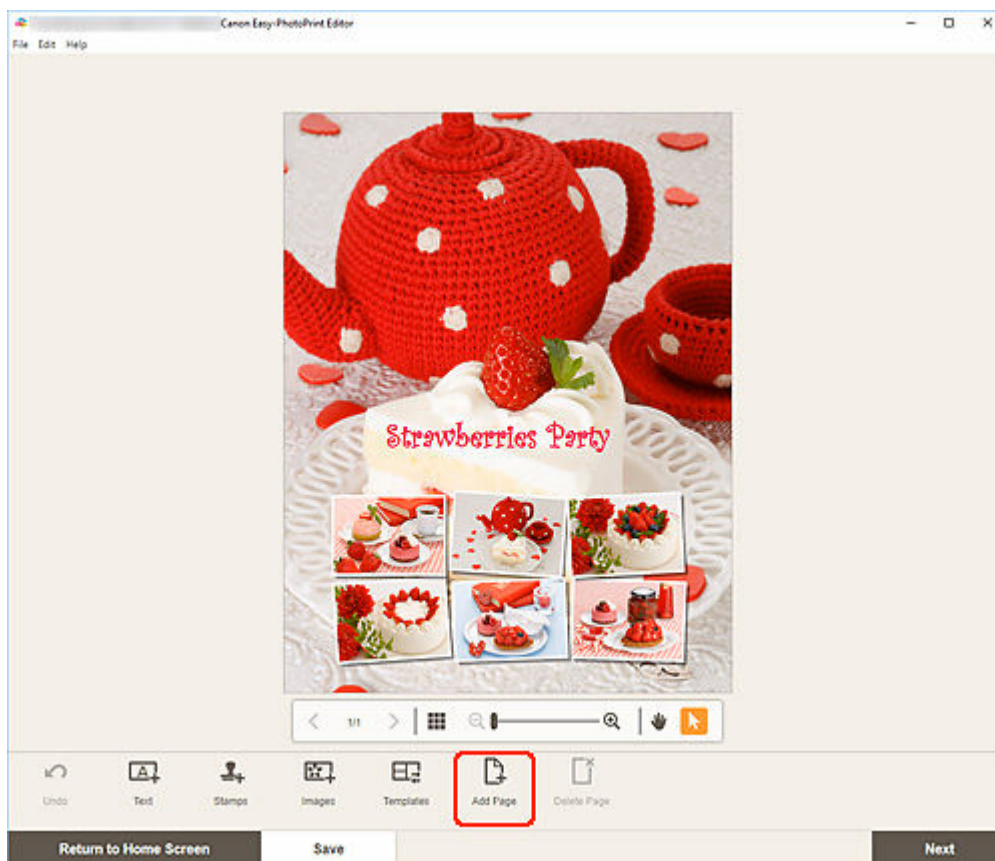 Canon Easy-PhotoPrint Editor
File Edit Help
Strawberries Party
1/1
Undo Text Stamps Images Templates Add Page Delete Page
Return to Home Screen Save Next